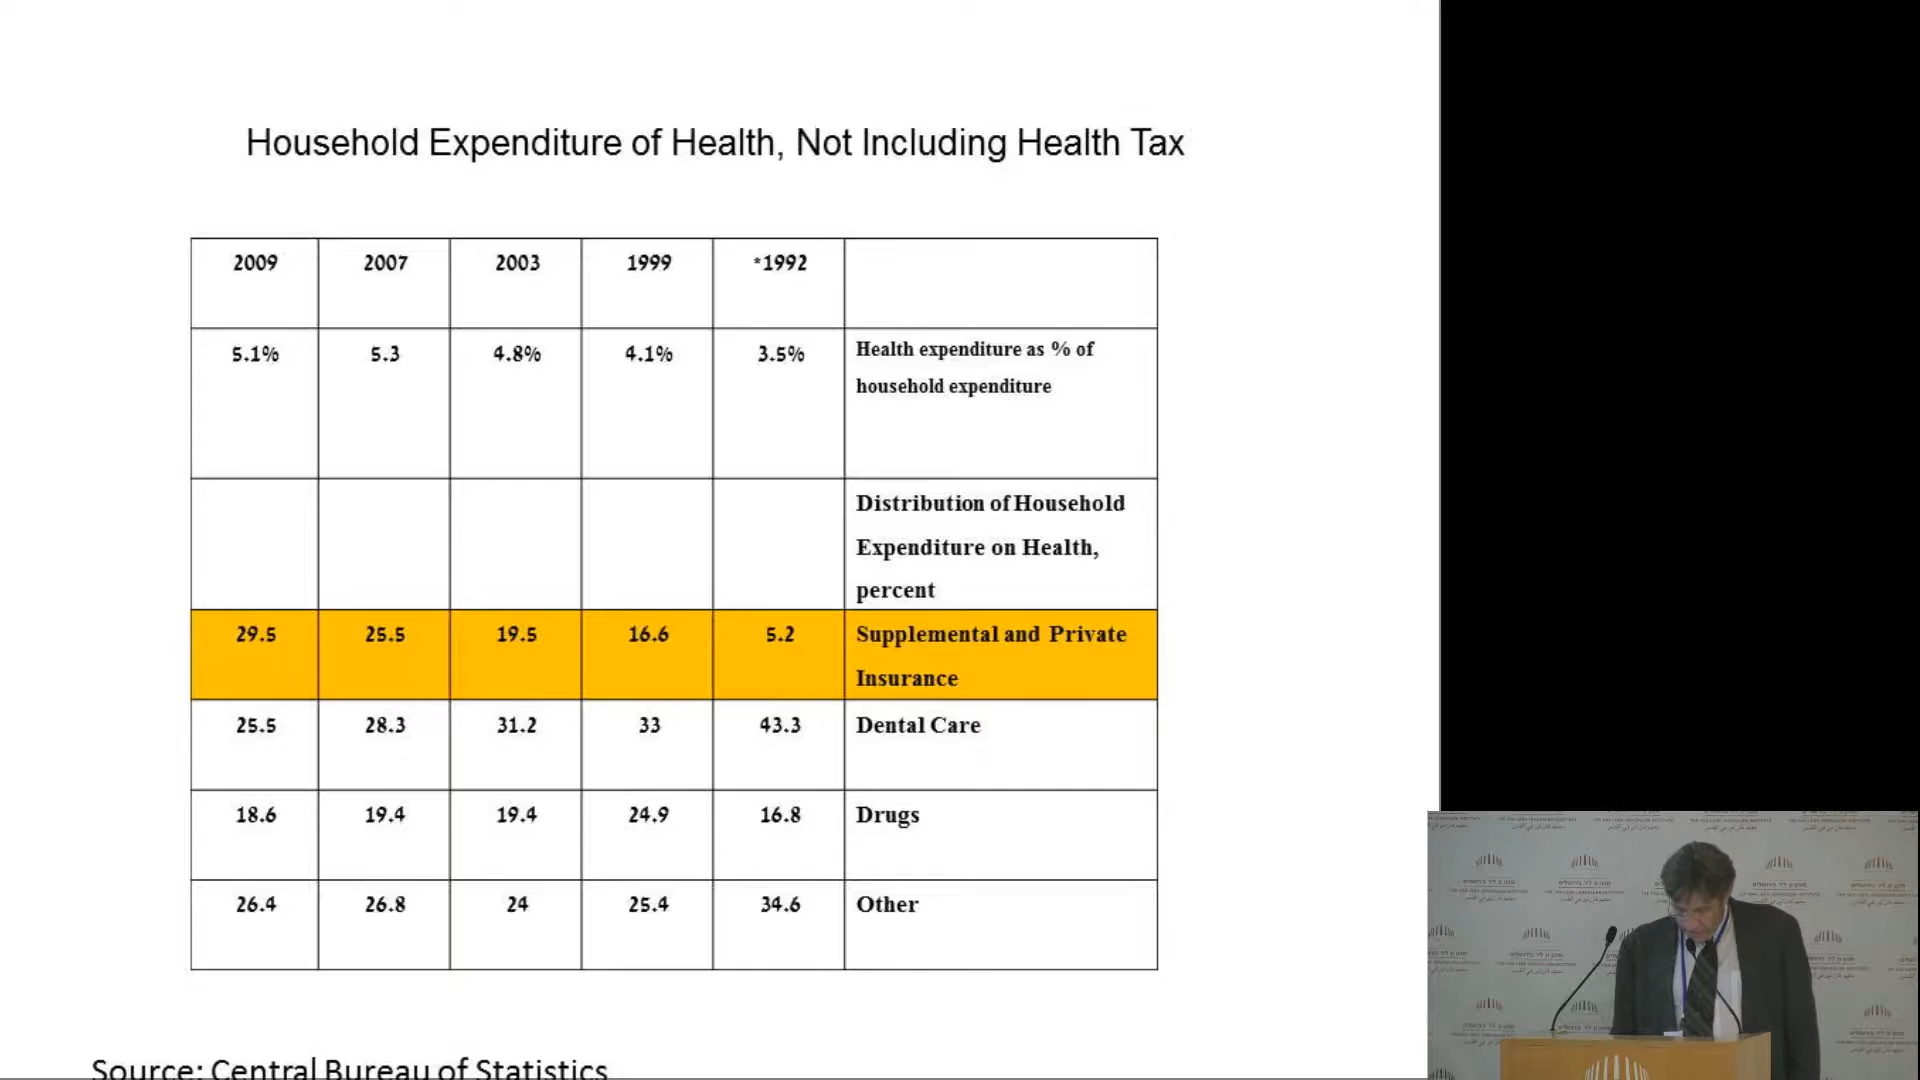 Household Expenditure of Health, Not Including Health Tax
2009 2007 2003 1999 *1992
5.1% 5.3 4.8% 4.1% 3.5% Health expenditure as % of
household expenditure
Distribution of Household
Expenditure on Health,
percent
29.5 25.5 19.5 16.6 5.2 Supplemental and Private
Insurance
25.5 28.3 31.2 33 43.3 Dental Care
18.6 19.4 19.4 24.9 16.8 Drugs
26.4 26.8 24 25.4 34.6 Other
Source: Central Bureau of Statistics